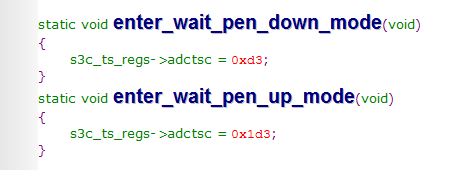 static void enter_wait_pen_down_mode(void)
{
    s3c_ts_regs->adctsc = 0xd3;
}
static void enter_wait_pen_up_mode(void)
{
    s3c_ts_regs->adctsc = 0x1d3;
}